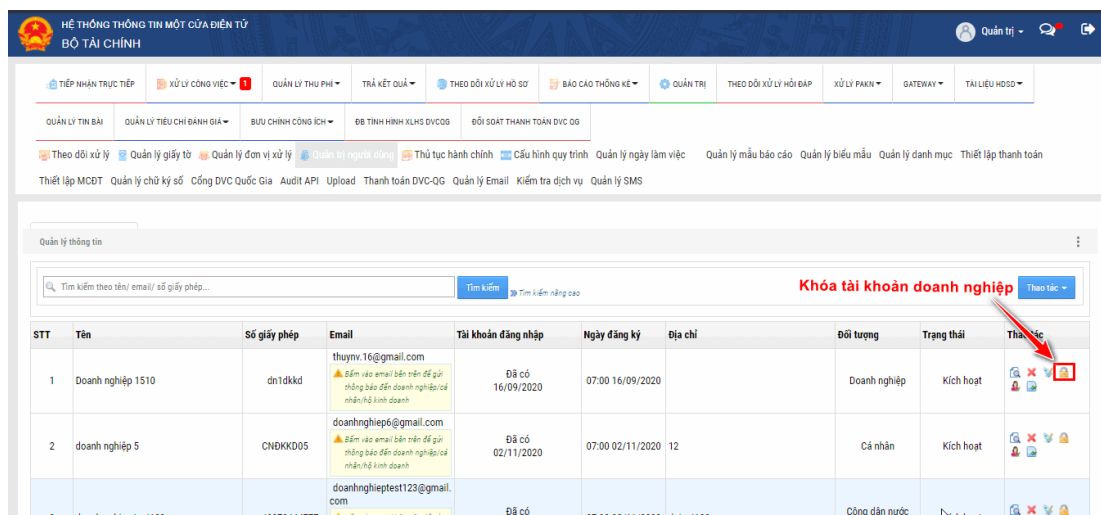 HỆ THỐNG THÔNG TIN MỘT CỬA ĐIỆN TỬ
BỘ TÀI CHÍNH
Quản trị
TIẾP NHẬN TRỰC TIẾP XỬ LÝ CÔNG VIỆC 1 QUẢN LÝ THU PHÍ TRẢ KẾT QUẢ THEO DÕI XỬ LÝ HỒ SƠ BÁO CÁO THỐNG KÊ QUẢN TRỊ THEO DÕI XỬ LÝ HỎI ĐÁP XỬ LÝ PAKN GATEWAY TÀI LIỆU HDSD
QUẢN LÝ TIN BÀI QUẢN LÝ TIÊU CHÍ ĐÁNH GIÁ BƯU CHÍNH CÔNG ÍCH ĐB TÌNH HÌNH XLHS DVCQG ĐỐI SOÁT THANH TOÁN DVC QG
Theo dõi xử lý Quản lý giấy tờ Quản lý đơn vị xử lý Quản trị người dùng Thủ tục hành chính Cấu hình quy trình Quản lý ngày làm việc Quản lý mẫu báo cáo Quản lý biểu mẫu Quản lý danh mục Thiết lập thanh toán
Thiết lập MCĐT Quản lý chữ ký số Cổng DVC Quốc Gia Audit API Upload Thanh toán DVC-QG Quản lý Email Kiểm tra dịch vụ Quản lý SMS
Quản lý thông tin
Tìm kiếm theo tên/ email/ số giấy phép...
Tìm kiếm
Tìm kiếm nâng cao
Khóa tài khoản doanh nghiệp
Thao tác
STT Tên Số giấy phép Email Tài khoản đăng nhập Ngày đăng ký Địa chỉ Đối tượng Trạng thái Thao tác
thuynv.16@gmail.com
1 Doanh nghiệp 1510 dn1dkkd Bấm vào email bên trên để gửi thông báo đến doanh nghiệp/cá nhân/hộ kinh doanh Đã có 16/09/2020 07:00 16/09/2020 Doanh nghiệp Kích hoạt
doanhnghiep6@gmail.com
2 doanh nghiệp 5 CNĐKKD05 Bấm vào email bên trên để gửi thông báo đến doanh nghiệp/cá nhân/hộ kinh doanh Đã có 02/11/2020 07:00 02/11/2020 12 Cá nhân Kích hoạt
doanhnghieptest123@gmail.
com
Đã có Công dân nước